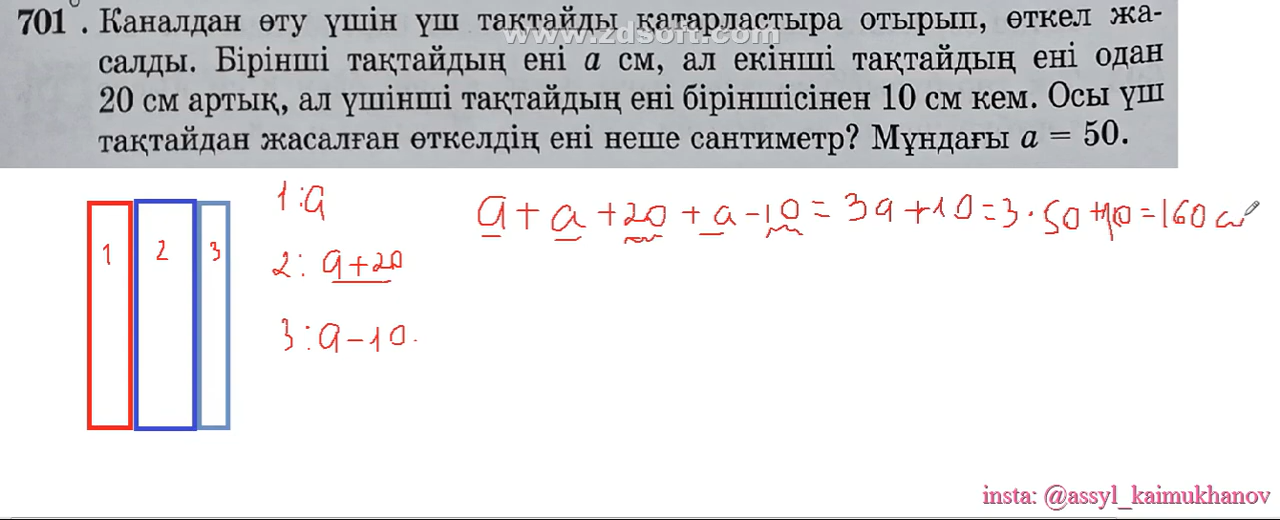 701°. Каналдан өту үшін үш тақтайды қатарластыра отырып, өткел жа-
www.zdsoft.com
салды. Бірінші тақтайдың ені a см, ал екінші тақтайдың ені одан
20 см артық, ал үшінші тақтайдың ені біріншісінен 10 см кем. Осы үш
тақтайдан жасалған өткелдің ені неше сантиметр? Мұндағы a = 50.
1 2 3
1:a
2: a+20
3:a-10.
a+a+20+a-10=3a+10=3·50+10=160 см
insta: @assyl_kaimukhanov